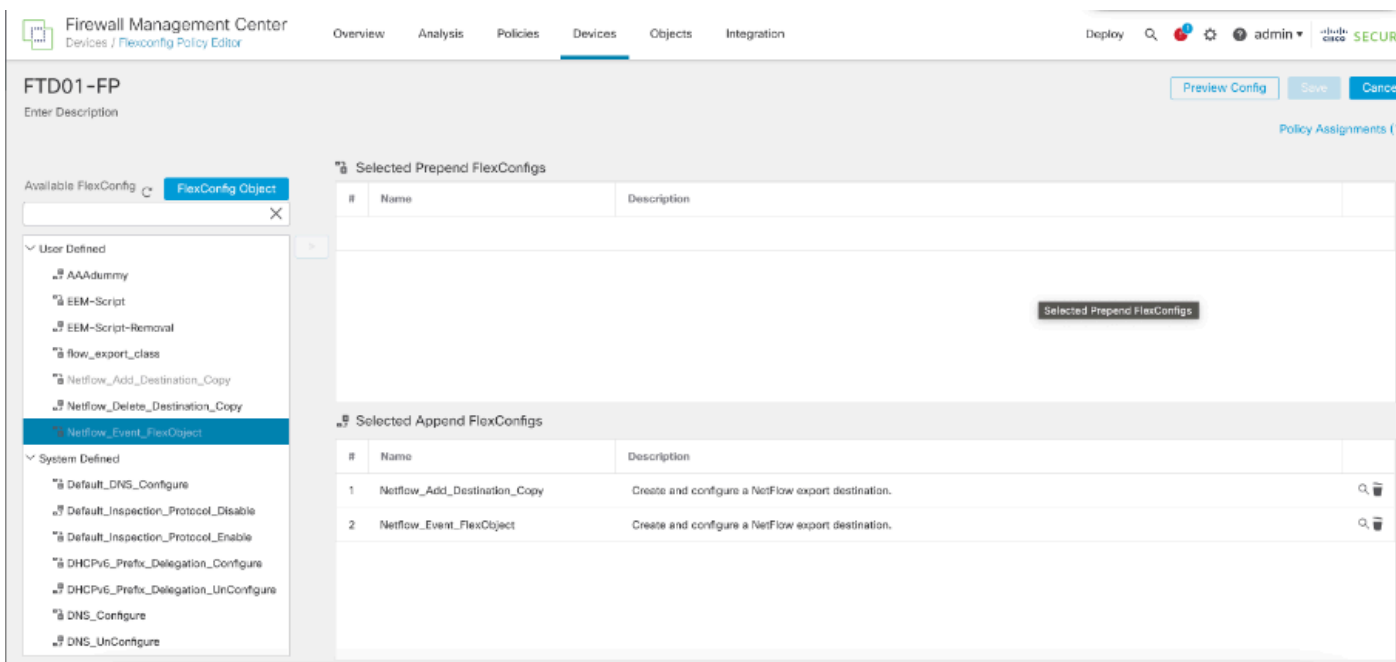 Firewall Management Center
Devices / Flexconfig Policy Editor
Overview Analysis Policies Devices Objects Integration
Deploy admin SECUR
FTD01-FP
Enter Description
Preview Config Save Cance
Policy Assignments (
Available FlexConfig FlexConfig Object
User Defined
AAAdummy
EEM-Script
EEM-Script-Removal
flow_export_class
Netflow_Add_Destination_Copy
Netflow_Delete_Destination_Copy
Netflow_Event_FlexObject
System Defined
Default_DNS_Configure
Default_Inspection_Protocol_Disable
Default_Inspection_Protocol_Enable
DHCPv6_Prefix_Delegation_Configure
DHCPv6_Prefix_Delegation_UnConfigure
DNS_Configure
DNS_UnConfigure
Selected Prepend FlexConfigs
# Name Description
Selected Prepend FlexConfigs
Selected Append FlexConfigs
# Name Description
1 Netflow_Add_Destination_Copy Create and configure a NetFlow export destination.
2 Netflow_Event_FlexObject Create and configure a NetFlow export destination.